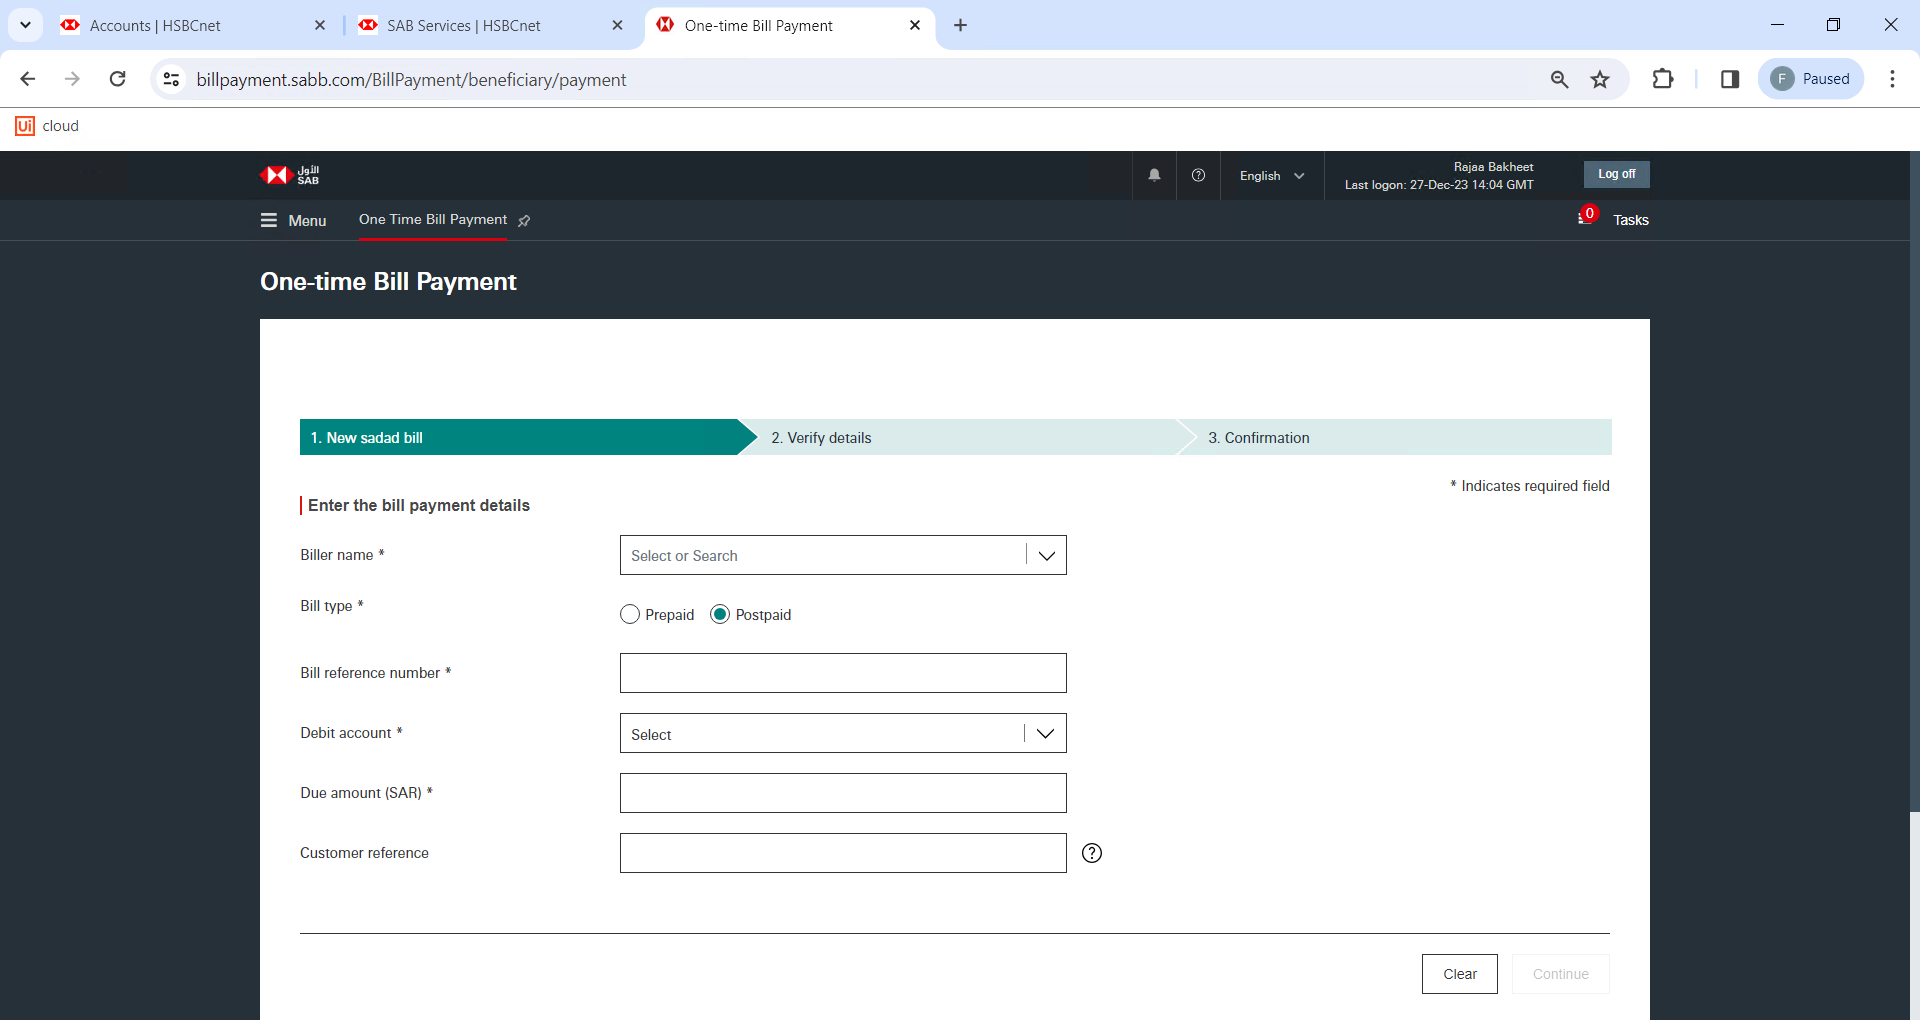 Accounts | HSBCnet
SAB Services | HSBCnet
One-time Bill Payment
billpayment.sabb.com/BillPayment/beneficiary/payment
F Paused
Ui cloud
الأول
SAB
English
Rajaa Bakheet
Last logon: 27-Dec-23 14:04 GMT
Log off
Menu
One Time Bill Payment
0
Tasks
One-time Bill Payment
1. New sadad bill
2. Verify details
3. Confirmation
* Indicates required field
Enter the bill payment details
Biller name *
Select or Search
Bill type *
Prepaid
Postpaid
Bill reference number *
Debit account *
Select
Due amount (SAR) *
Customer reference
?
Clear
Continue